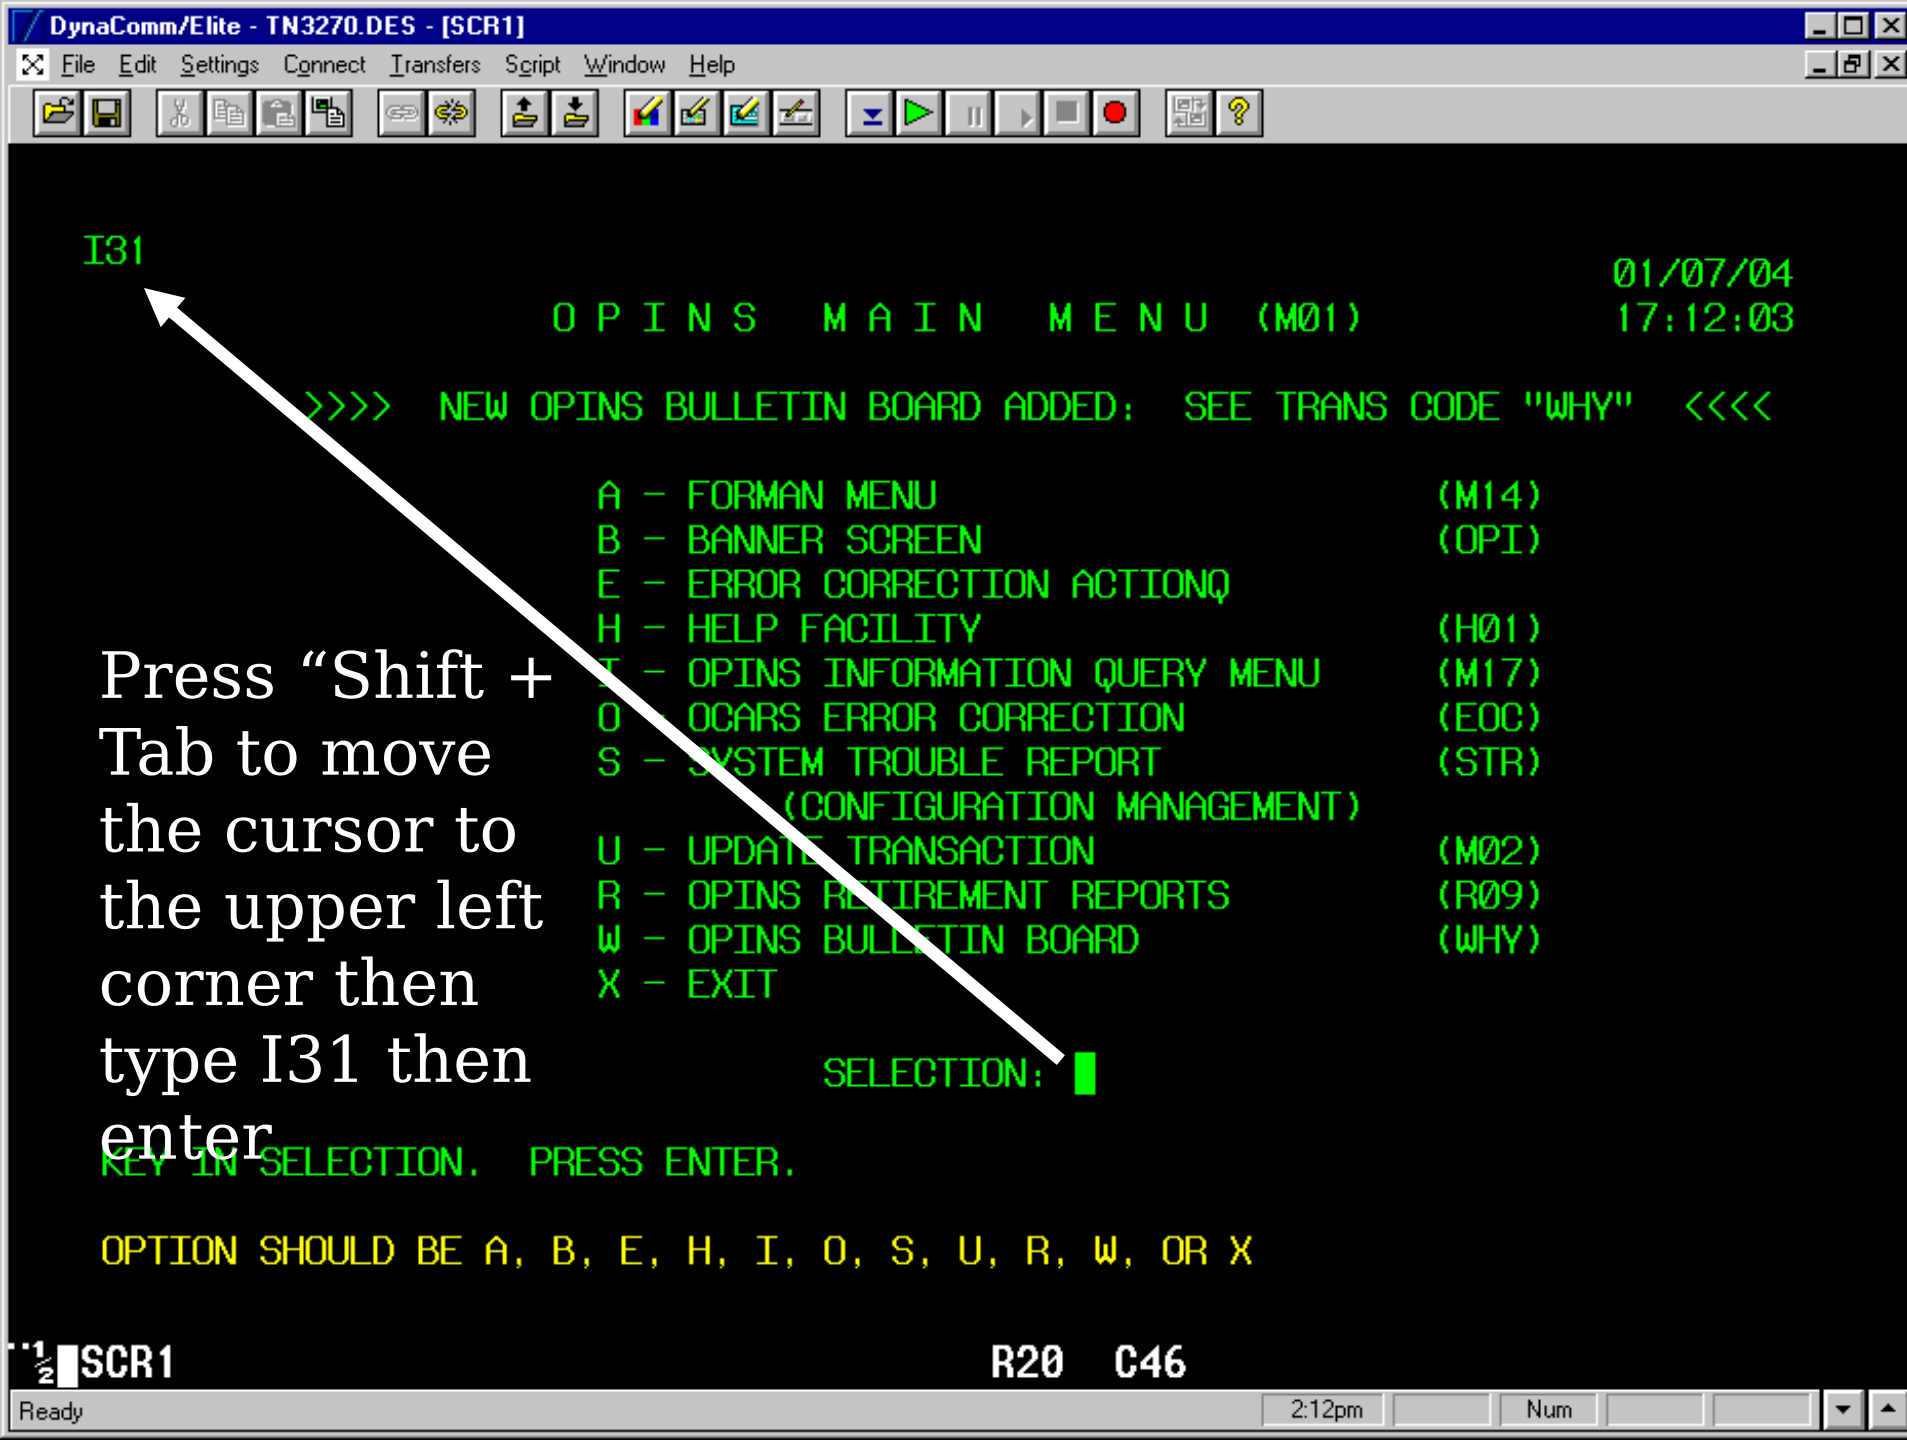 DynaComm/Elite - TN3270.DES - [SCR1]
File Edit Settings Connect Transfers Script Window Help
I31
01/07/04
O P I N S   M A I N   M E N U (M01)
17:12:03
>>>> NEW OPINS BULLETIN BOARD ADDED: SEE TRANS CODE "WHY" <<<<
A - FORMAN MENU (M14)
B - BANNER SCREEN (OPI)
E - ERROR CORRECTION ACTIONQ
H - HELP FACILITY (H01)
I - OPINS INFORMATION QUERY MENU (M17)
O - OCARS ERROR CORRECTION (EOC)
S - SYSTEM TROUBLE REPORT (STR)
(CONFIGURATION MANAGEMENT)
U - UPDATE TRANSACTION (M02)
R - OPINS RETIREMENT REPORTS (R09)
W - OPINS BULLETIN BOARD (WHY)
X - EXIT
Press “Shift +
Tab to move
the cursor to
the upper left
corner then
type I31 then
enter
SELECTION:
KEY IN SELECTION. PRESS ENTER.
OPTION SHOULD BE A, B, E, H, I, O, S, U, R, W, OR X
½ SCR1 R20 C46
Ready 2:12pm Num